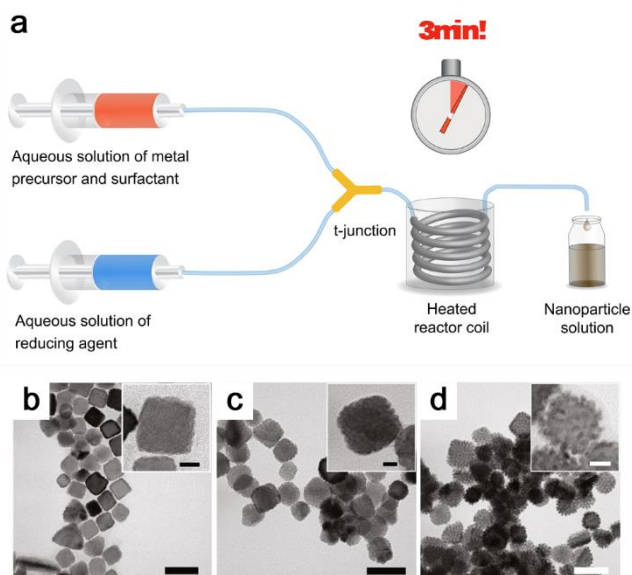 a
3min!
Aqueous solution of metal
precursor and surfactant
t-junction
Aqueous solution of
reducing agent
Heated
reactor coil
Nanoparticle
solution
b
c
d